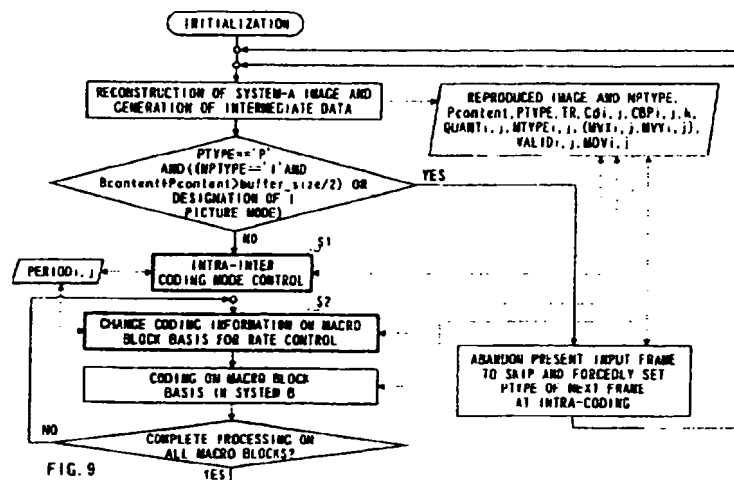 INITIALIZATION
RECONSTRUCTION OF SYSTEM-A IMAGE AND
GENERATION OF INTERMEDIATE DATA
REPRODUCED IMAGE AND NPTYPE,
Pcontent, PTYPE, TR, Cdi, j, CBPi, j, k,
QUANTi, j, MTYPEi, j, (MVXi, j, MVYi, j),
VALIDi, j, MOVi, j
PTYPE=='P'
AND((NPTYPE=='I'AND
Bcontent+Pcontent>buffer_size/2) OR
DESIGNATION OF I
PICTURE MODE)
YES
NO
S1
PERIODi, j
INTRA-INTER
CODING MODE CONTROL
S2
CHANGE CODING INFORMATION ON MACRO
BLOCK BASIS FOR RATE CONTROL
CODING ON MACRO BLOCK
BASIS IN SYSTEM B
ABANDON PRESENT INPUT FRAME
TO SKIP AND FORCEDLY SET
PTYPE OF NEXT FRAME
AT INTRA-CODING
NO
COMPLETE PROCESSING ON
ALL MACRO BLOCKS?
YES
FIG. 9